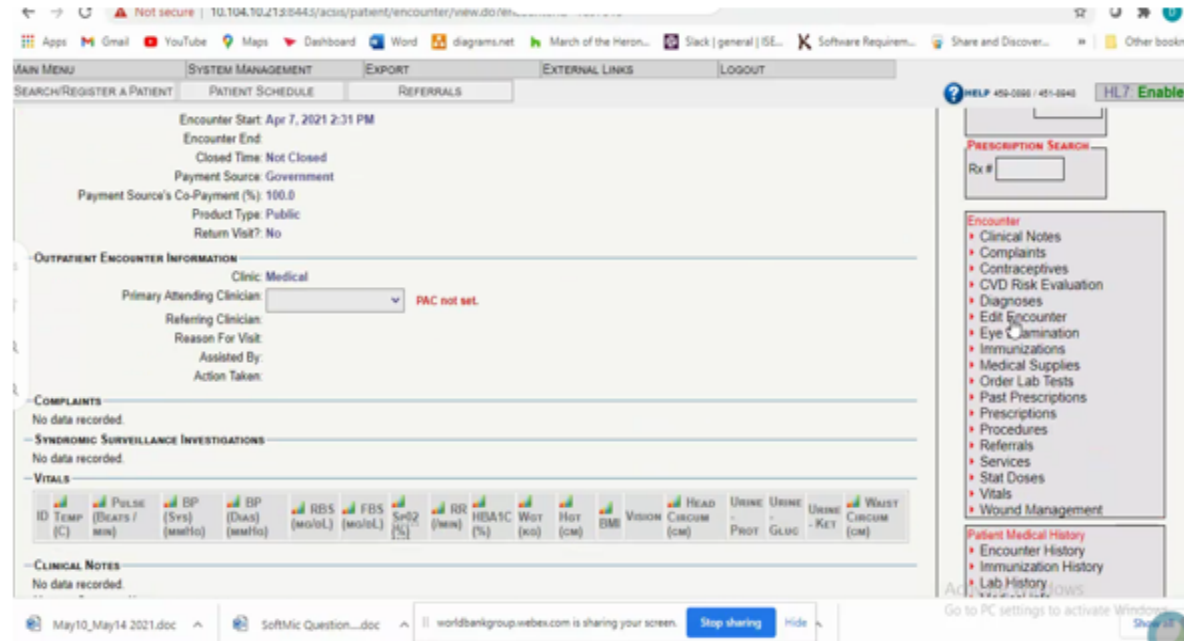 Not secure | 10.104.10.213:8443/acsis/patient/encounter/view.do?
Apps Gmail YouTube Maps Dashboard Word diagrams.net March of the Heron... Slack | general | ISE... Software Requirem... Share and Discover... » Other bookm
MAIN MENU SYSTEM MANAGEMENT EXPORT EXTERNAL LINKS LOGOUT
SEARCH/REGISTER A PATIENT PATIENT SCHEDULE REFERRALS
HELP HL7: Enable
Encounter Start: Apr 7, 2021 2:31 PM
Encounter End:
Closed Time: Not Closed
Payment Source: Government
Payment Source's Co-Payment (%): 100.0
Product Type: Public
Return Visit?: No
OUTPATIENT ENCOUNTER INFORMATION
Clinic: Medical
Primary Attending Clinician: PAC not set.
Referring Clinician:
Reason For Visit:
Assisted By:
Action Taken:
COMPLAINTS
No data recorded.
SYNDROMIC SURVEILLANCE INVESTIGATIONS
No data recorded.
VITALS
ID TEMP (C) PULSE (BEATS / MIN) BP (SYS) (MMHG) BP (DIAS) (MMHG) RBS (MG/DL) FBS (MG/DL) SPO2 (%) RR (/MIN) HBA1C (%) WGT (KG) HGT (CM) BMI VISION HEAD CIRCUM (CM) URINE - PROT URINE - GLUC URINE - KET WAIST CIRCUM (CM)
CLINICAL NOTES
No data recorded.
PRESCRIPTION SEARCH
Rx #
Encounter
Clinical Notes
Complaints
Contraceptives
CVD Risk Evaluation
Diagnoses
Edit Encounter
Eye Examination
Immunizations
Medical Supplies
Order Lab Tests
Past Prescriptions
Prescriptions
Procedures
Referrals
Services
Stat Doses
Vitals
Wound Management
Patient Medical History
Encounter History
Immunization History
Lab History
Activate Windows
Go to PC settings to activate Windows.
May10_May14 2021.doc SoftMic Question....doc worldbankgroup.webex.com is sharing your screen. Stop sharing Hide Show all